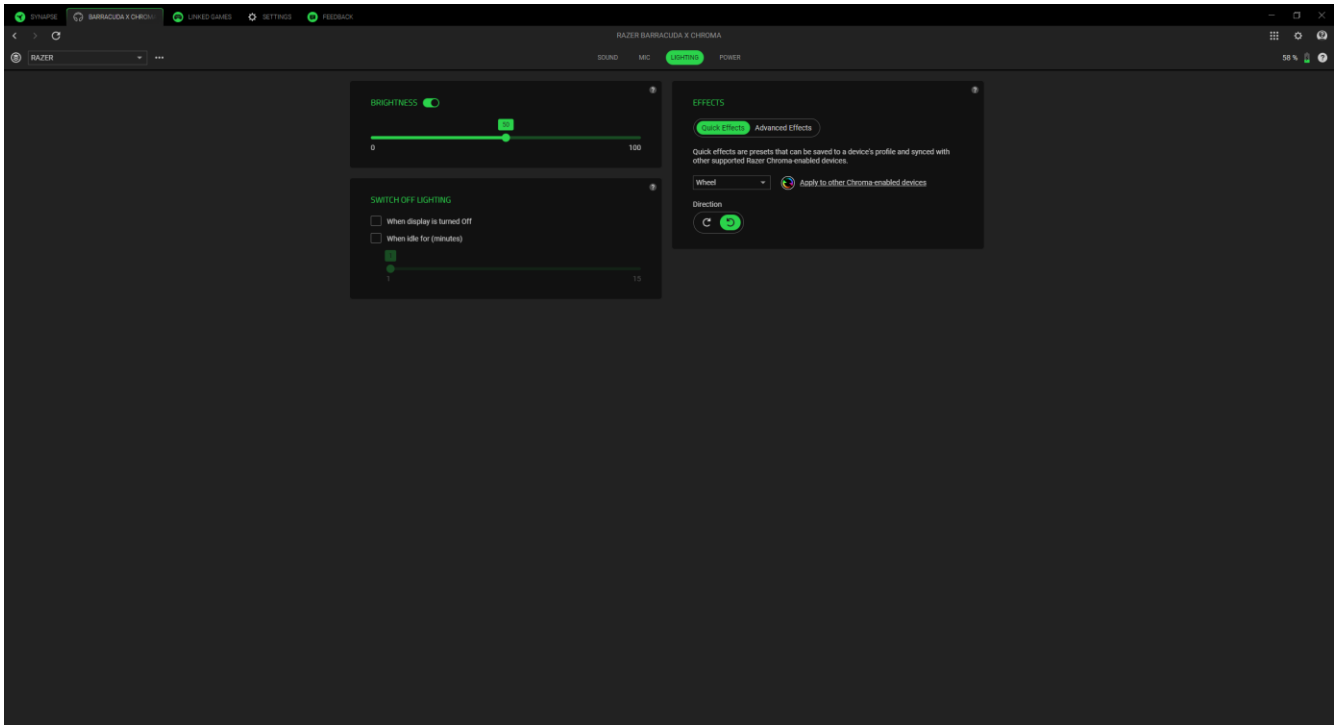 SYNAPSE BARRACUDA X CHROM LINKED GAMES SETTINGS FEEDBACK
RAZER BARRACUDA X CHROMA
RAZER SOUND MIC LIGHTING POWER 58 %
BRIGHTNESS
50
0 100
SWITCH OFF LIGHTING
When display is turned Off
When idle for (minutes)
1
1 15
EFFECTS
Quick Effects Advanced Effects
Quick effects are presets that can be saved to a device's profile and synced with
other supported Razer Chroma-enabled devices.
Wheel Apply to other Chroma-enabled devices
Direction